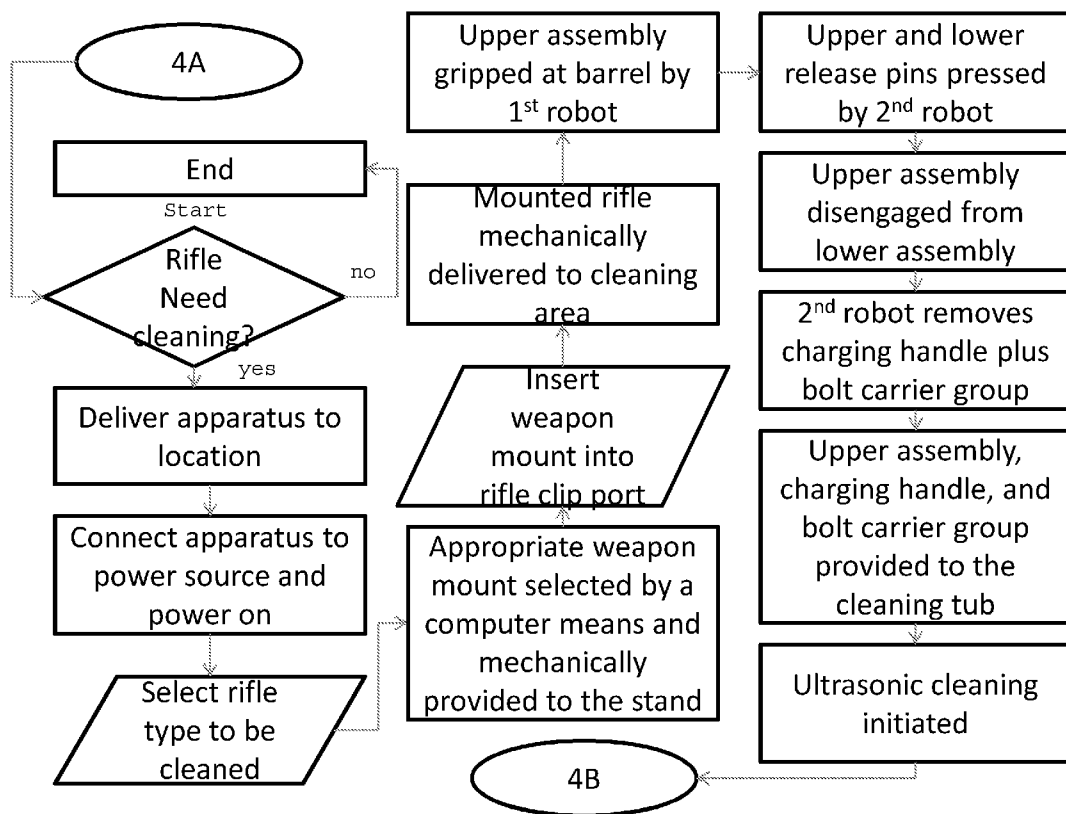 4A
End
Start
Rifle
Need
cleaning?
no
yes
Deliver apparatus to
location
Connect apparatus to
power source and
power on
Select rifle
type to be
cleaned
Appropriate weapon
mount selected by a
computer means and
mechanically
provided to the stand
Insert
weapon
mount into
rifle clip port
Mounted rifle
mechanically
delivered to cleaning
area
Upper assembly
gripped at barrel by
1st robot
Upper and lower
release pins pressed
by 2nd robot
Upper assembly
disengaged from
lower assembly
2nd robot removes
charging handle plus
bolt carrier group
Upper assembly,
charging handle, and
bolt carrier group
provided to the
cleaning tub
Ultrasonic cleaning
initiated
4B